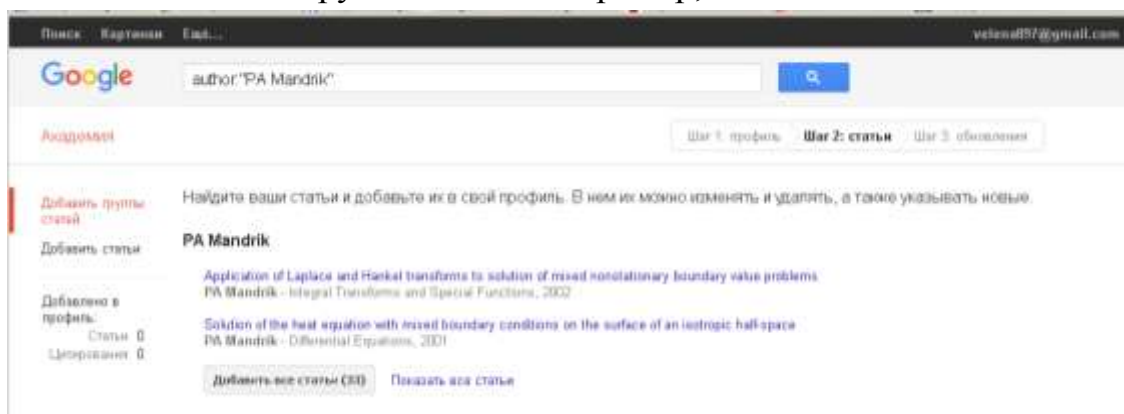 Поиск Картинки Ещё... velena897@gmail.com
Google author:"PA Mandrik"
Академия Шаг 1: профиль Шаг 2: статьи Шаг 3: обновления
Найдите ваши статьи и добавьте их в свой профиль. В нем их можно изменять и удалять, а также указывать новые.
Добавить группы
статей
Добавить статьи
PA Mandrik
Application of Laplace and Hankel transforms to solution of mixed nonstationary boundary value problems
PA Mandrik - Integral Transforms and Special Functions, 2002
Solution of the heat equation with mixed boundary conditions on the surface of an isotropic half-space
PA Mandrik - Differential Equations, 2001
Добавлено в
профиль:
Статьи 0
Цитирования 0
Добавить все статьи (33) Показать все статьи